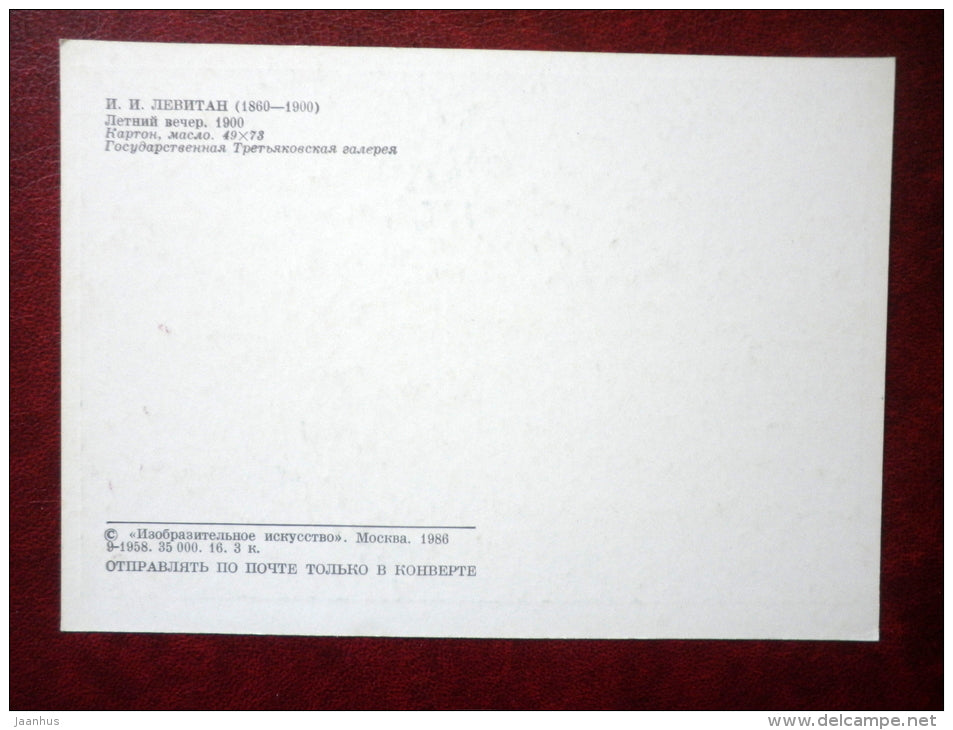 И. И. ЛЕВИТАН (1860—1900)
Летний вечер. 1900
Картон, масло. 49×73
Государственная Третьяковская галерея
© «Изобразительное искусство». Москва. 1986
9-1958. 35 000. 16. 3 к.
ОТПРАВЛЯТЬ ПО ПОЧТЕ ТОЛЬКО В КОНВЕРТЕ
Jaanhus
www.delcampe.net